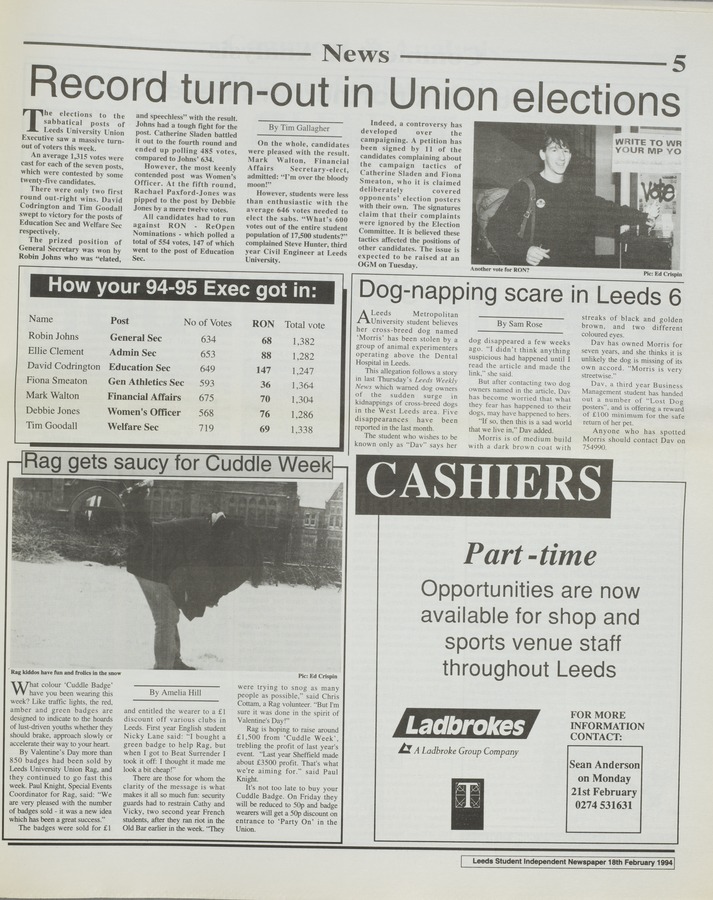 News
5
Record turn-out in Union elections
The elections to the
sabbatical posts of
Leeds University Union
Executive saw a massive turn-
out of voters this week.
An average 1,315 votes were
cast for each of the seven posts,
which were contested by some
twenty-five candidates.
There were only two first
round out-right wins. David
Codrington and Tim Goodall
swept to victory for the posts of
Education Sec and Welfare Sec
respectively.
The prized position of
General Secretary was won by
Robin Johns who was "elated,
and speechless" with the result.
Johns had a tough fight for the
post. Catherine Sladen battled
it out to the fourth round and
ended up polling 485 votes,
compared to Johns' 634.
However, the most keenly
contended post was Women's
Officer. At the fifth round,
Rachael Paxford-Jones was
pipped to the post by Debbie
Jones by a mere twelve votes.
All candidates had to run
against RON - ReOpen
Nominations - which polled a
total of 554 votes, 147 of which
went to the post of Education
Sec.
By Tim Gallagher
On the whole, candidates
were pleased with the result.
Mark Walton, Financial
Affairs Secretary-elect,
admitted: "I'm over the bloody
moon!"
However, students were less
than enthusiastic with the
average 646 votes needed to
elect the sabs. "What's 600
votes out of the entire student
population of 17,500 students?"
complained Steve Hunter, third
year Civil Engineer at Leeds
University.
Indeed, a controversy has
developed over the
campaigning. A petition has
been signed by 11 of the
candidates complaining about
the campaign tactics of
Catherine Sladen and Fiona
Smeaton, who it is claimed
deliberately covered
opponents' election posters
with their own. The signatures
claim that their complaints
were ignored by the Election
Committee. It is believed these
tactics affected the positions of
other candidates. The issue is
expected to be raised at an
OGM on Tuesday.
WRITE TO WR
YOUR MP YO
Vote
Another vote for RON?
Pic: Ed Crispin
How your 94-95 Exec got in:
Name Post No of Votes RON Total vote
Robin Johns General Sec 634 68 1,382
Ellie Clement Admin Sec 653 88 1,282
David Codrington Education Sec 649 147 1,247
Fiona Smeaton Gen Athletics Sec 593 36 1,364
Mark Walton Financial Affairs 675 70 1,304
Debbie Jones Women's Officer 568 76 1,286
Tim Goodall Welfare Sec 719 69 1,338
Dog-napping scare in Leeds 6
A Leeds Metropolitan
University student believes
her cross-breed dog named
'Morris' has been stolen by a
group of animal experimenters
operating above the Dental
Hospital in Leeds.
This allegation follows a story
in last Thursday's Leeds Weekly
News which warned dog owners
of the sudden surge in
kidnappings of cross-breed dogs
in the West Leeds area. Five
disappearances have been
reported in the last month.
The student who wishes to be
known only as "Dav" says her
By Sam Rose
dog disappeared a few weeks
ago. "I didn't think anything
suspicious had happened until I
read the article and made the
link," she said.
But after contacting two dog
owners named in the article, Dav
has become worried that what
they fear has happened to their
dogs, may have happened to hers.
"If so, then this is a sad world
that we live in," Dav added.
Morris is of medium build
with a dark brown coat with
streaks of black and golden
brown, and two different
coloured eyes.
Dav has owned Morris for
seven years, and she thinks it is
unlikely the dog is missing of its
own accord. "Morris is very
streetwise."
Dav, a third year Business
Management student has handed
out a number of "Lost Dog
posters", and is offering a reward
of £100 minimum for the safe
return of her pet.
Anyone who has spotted
Morris should contact Dav on
754990.
Rag gets saucy for Cuddle Week
Rag kiddos have fun and frolics in the snow
Pic: Ed Crispin
What colour 'Cuddle Badge'
have you been wearing this
week? Like traffic lights, the red,
amber and green badges are
designed to indicate to the hoards
of lust-driven youths whether they
should brake, approach slowly or
accelerate their way to your heart.
By Valentine's Day more than
850 badges had been sold by
Leeds University Union Rag, and
they continued to go fast this
week. Paul Knight, Special Events
Coordinator for Rag, said: "We
are very pleased with the number
of badges sold - it was a new idea
which has been a great success."
The badges were sold for £1
By Amelia Hill
and entitled the wearer to a £1
discount off various clubs in
Leeds. First year English student
Nicky Lane said: "I bought a
green badge to help Rag, but
when I got to Beat Surrender I
took it off: I thought it made me
look a bit cheap!"
There are those for whom the
clarity of the message is what
makes it all so much fun: security
guards had to restrain Cathy and
Vicky, two second year French
students, after they ran riot in the
Old Bar earlier in the week. "They
were trying to snog as many
people as possible," said Chris
Cottam, a Rag volunteer. "But I'm
sure it was done in the spirit of
Valentine's Day!"
Rag is hoping to raise around
£1,500 from 'Cuddle Week',
trebling the profit of last year's
event. "Last year Sheffield made
about £3500 profit. That's what
we're aiming for." said Paul
Knight.
It's not too late to buy your
Cuddle Badge. On Friday they
will be reduced to 50p and badge
wearers will get a 50p discount on
entrance to 'Party On' in the
Union.
CASHIERS
Part-time
Opportunities are now
available for shop and
sports venue staff
throughout Leeds
Ladbrokes
A Ladbroke Group Company
FOR MORE
INFORMATION
CONTACT:
Sean Anderson
on Monday
21st February
0274 531631
Leeds Student Independent Newspaper 18th February 1994